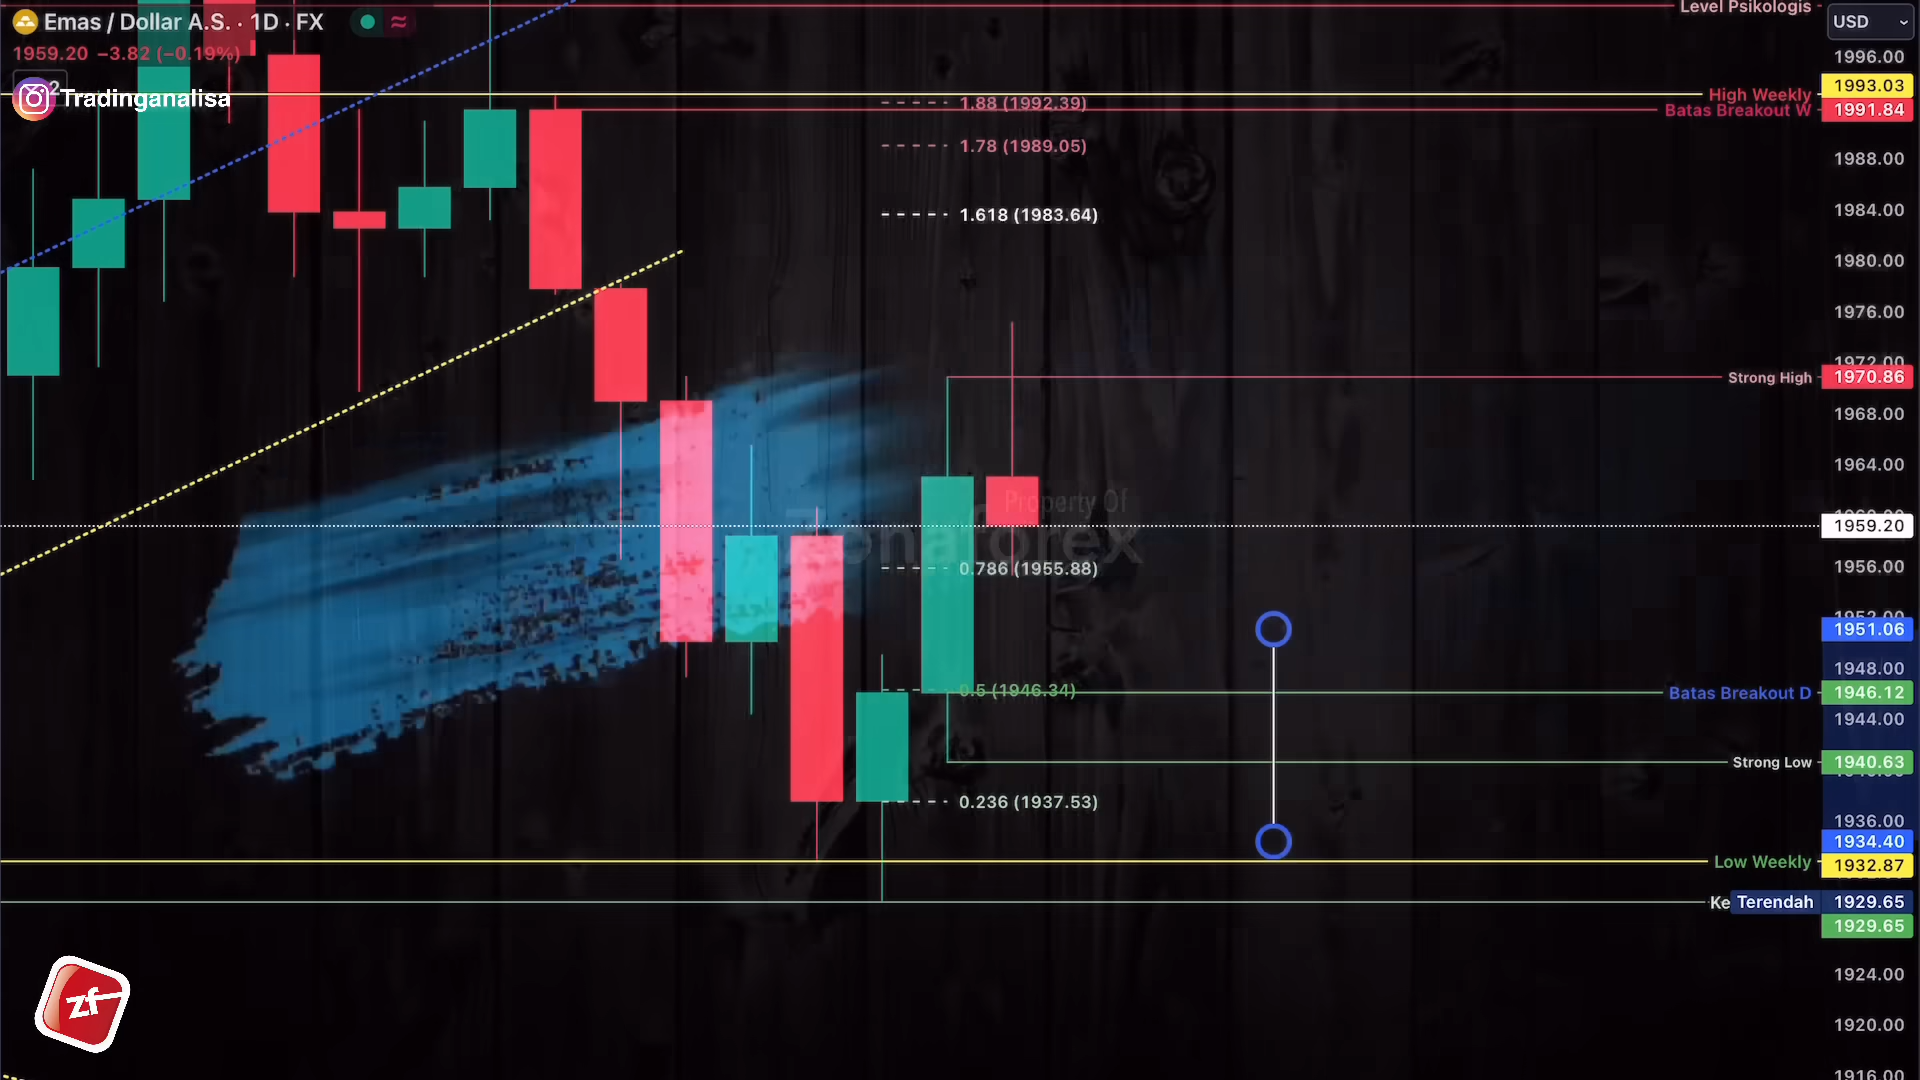 Emas / Dollar A.S. · 1D · FX
1959.20 −3.82 (−0.19%)
Tradinganalisa
USD
Level Psikologis
1996.00
1993.03
High Weekly
Batas Breakout W
1991.84
1.88 (1992.39)
1.78 (1989.05)
1988.00
1.618 (1983.64)
1984.00
1980.00
1976.00
1972.00
Strong High
1970.86
1968.00
1964.00
Property Of
Zonaforex
1959.20
0.786 (1955.88)
1956.00
1951.06
1948.00
0.5 (1946.34)
Batas Breakout D
1946.12
1944.00
Strong Low
1940.63
0.236 (1937.53)
1936.00
1934.40
Low Weekly
1932.87
Ke
Terendah
1929.65
1929.65
1924.00
1920.00
1916.00
zf